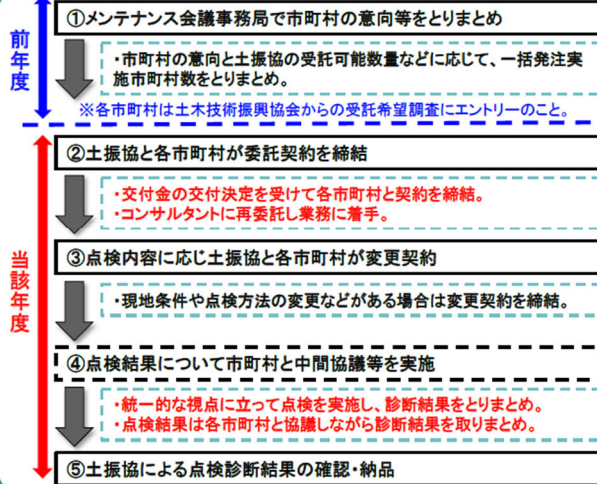 前年度
①メンテナンス会議事務局で市町村の意向等をとりまとめ
・市町村の意向と土振協の受託可能数量などに応じて、一括発注実
施市町村数をとりまとめ。
※各市町村は土木技術振興協会からの受託希望調査にエントリーのこと。
当該年度
②土振協と各市町村が委託契約を締結
・交付金の交付決定を受けて各市町村と契約を締結。
・コンサルタントに再委託し業務に着手。
③点検内容に応じ土振協と各市町村が変更契約
・現地条件や点検方法の変更などがある場合は変更契約を締結。
④点検結果について市町村と中間協議等を実施
・統一的な視点に立って点検を実施し、診断結果をとりまとめ。
・点検結果は各市町村と協議しながら診断結果を取りまとめ。
⑤土振協による点検診断結果の確認・納品